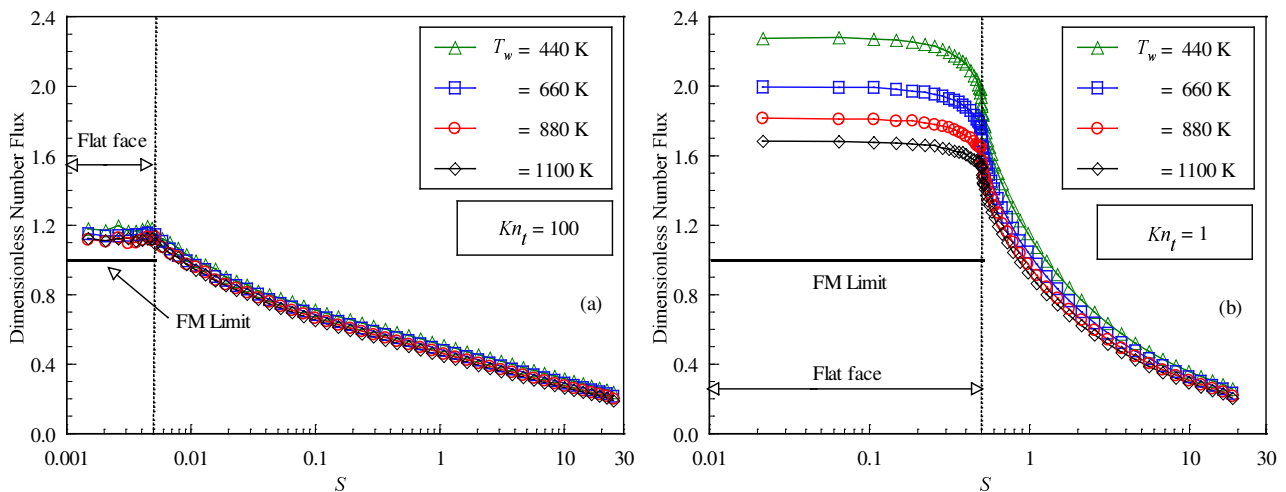 2.4
2.0
1.6
1.2
0.8
0.4
0.0
Dimensionless Number Flux
T_w = 440 K
= 660 K
= 880 K
= 1100 K
Kn_t = 100
Flat face
FM Limit
(a)
0.001
0.01
0.1
1
10
30
S
2.4
2.0
1.6
1.2
0.8
0.4
0.0
Dimensionless Number Flux
T_w = 440 K
= 660 K
= 880 K
= 1100 K
Kn_t = 1
FM Limit
(b)
Flat face
0.01
0.1
1
10
30
S